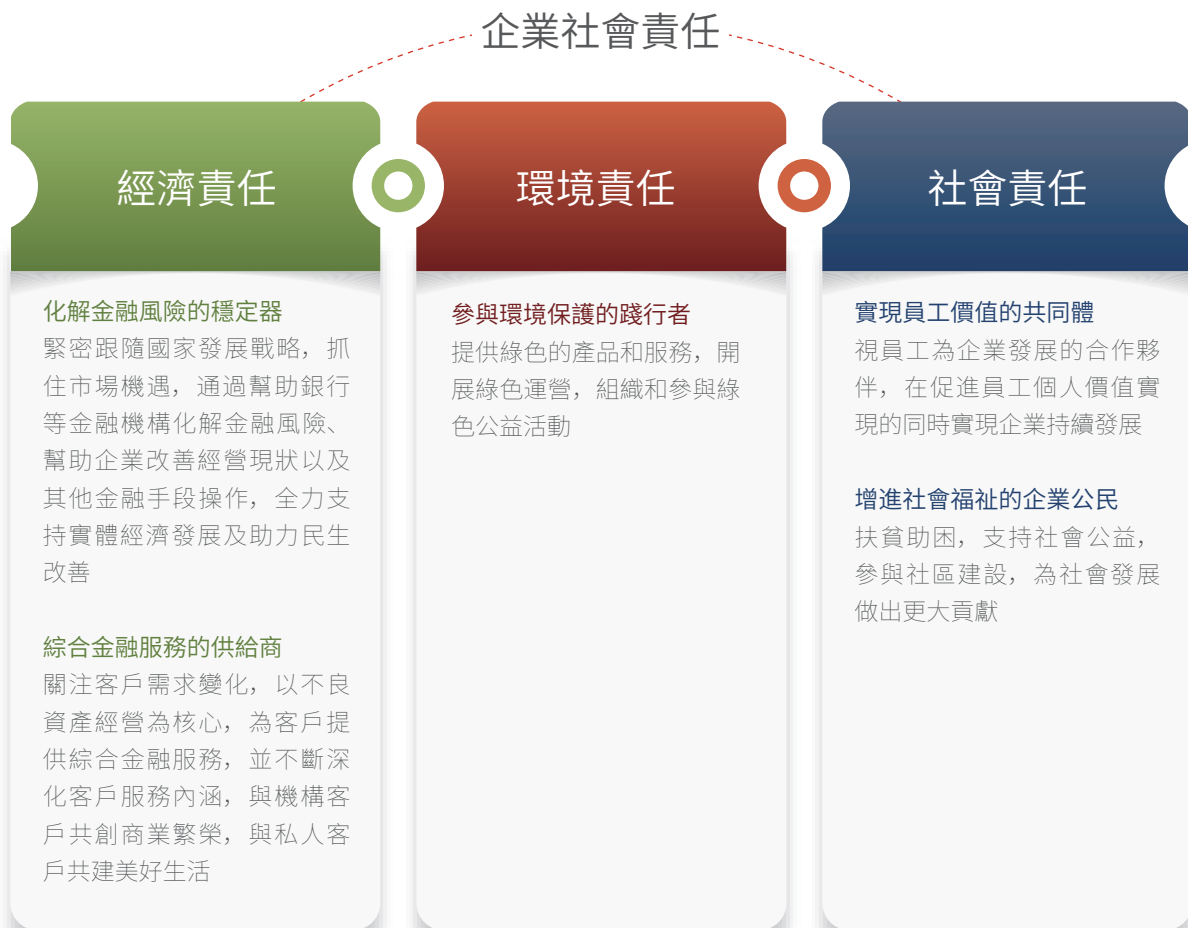 企業社會責任
經濟責任
化解金融風險的穩定器
緊密跟隨國家發展戰略，抓
住市場機遇，通過幫助銀行
等金融機構化解金融風險、
幫助企業改善經營現狀以及
其他金融手段操作，全力支
持實體經濟發展及助力民生
改善
綜合金融服務的供給商
關注客戶需求變化，以不良
資產經營為核心，為客戶提
供綜合金融服務，並不斷深
化客戶服務內涵，與機構客
戶共創商業繁榮，與私人客
戶共建美好生活
環境責任
參與環境保護的踐行者
提供綠色的產品和服務，開
展綠色運營，組織和參與綠
色公益活動
社會責任
實現員工價值的共同體
視員工為企業發展的合作夥
伴，在促進員工個人價值實
現的同時實現企業持續發展
增進社會福祉的企業公民
扶貧助困，支持社會公益，
參與社區建設，為社會發展
做出更大貢獻